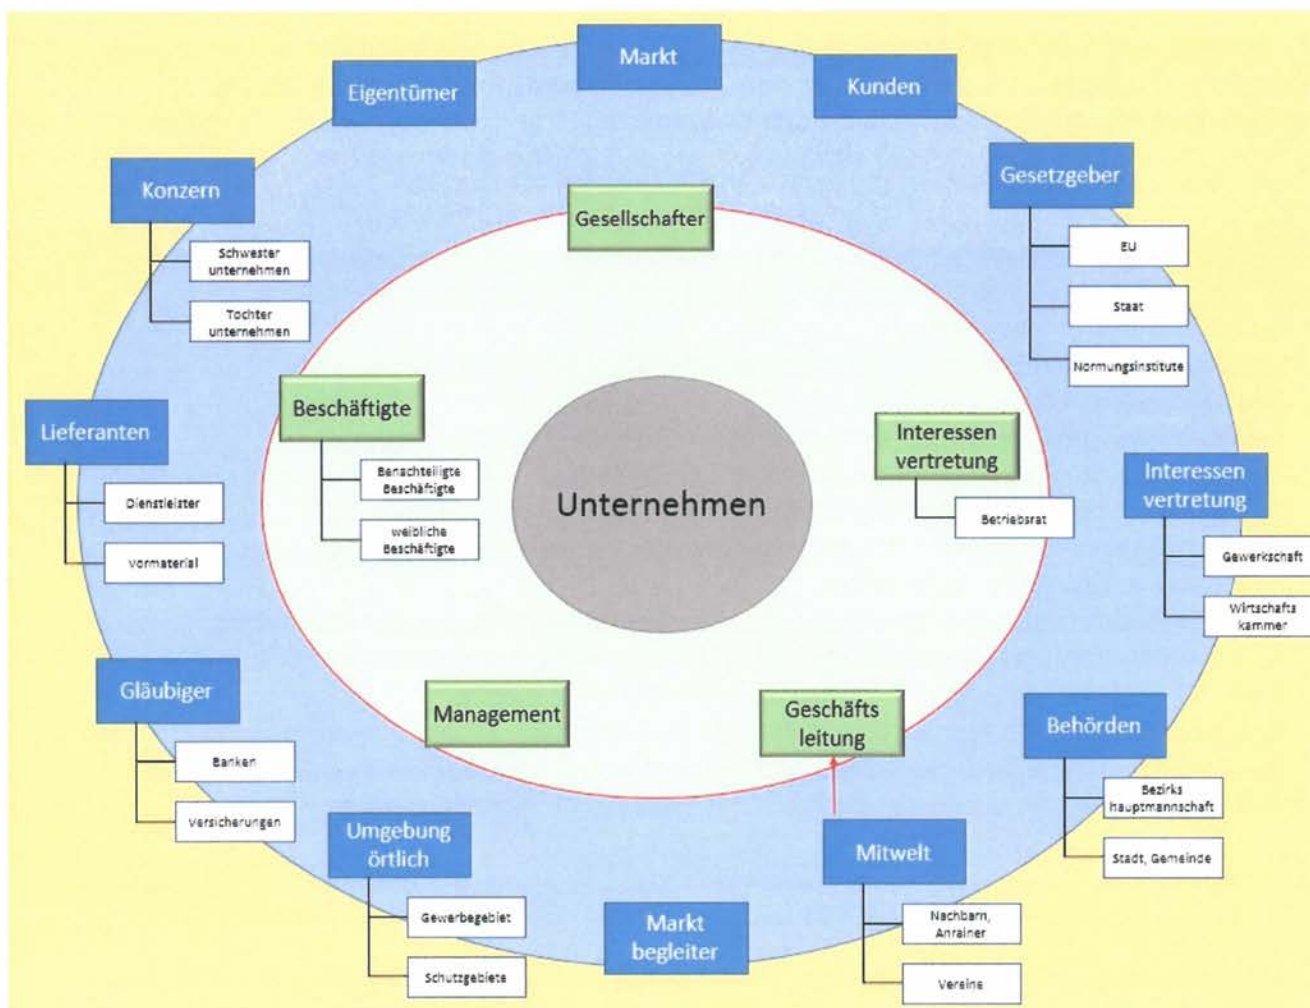 Markt
Eigentümer
Kunden
Konzern
Schwester
unternehmen
Tochter
unternehmen
Gesetzgeber
EU
Staat
Normungsinstitute
Gesellschafter
Beschäftigte
Benachteiligte
Beschäftigte
weibliche
Beschäftigte
Lieferanten
Dienstleister
Vormaterial
Unternehmen
Interessen
vertretung
Betriebsrat
Interessen
vertretung
Gewerkschaft
Wirtschafts
kammer
Gläubiger
Banken
Versicherungen
Management
Geschäfts
leitung
Behörden
Bezirks
hauptmannschaft
Stadt, Gemeinde
Umgebung
örtlich
Gewerbegebiet
Schutzgebiete
Markt
begleiter
Mitwelt
Nachbarn,
Anrainer
Vereine